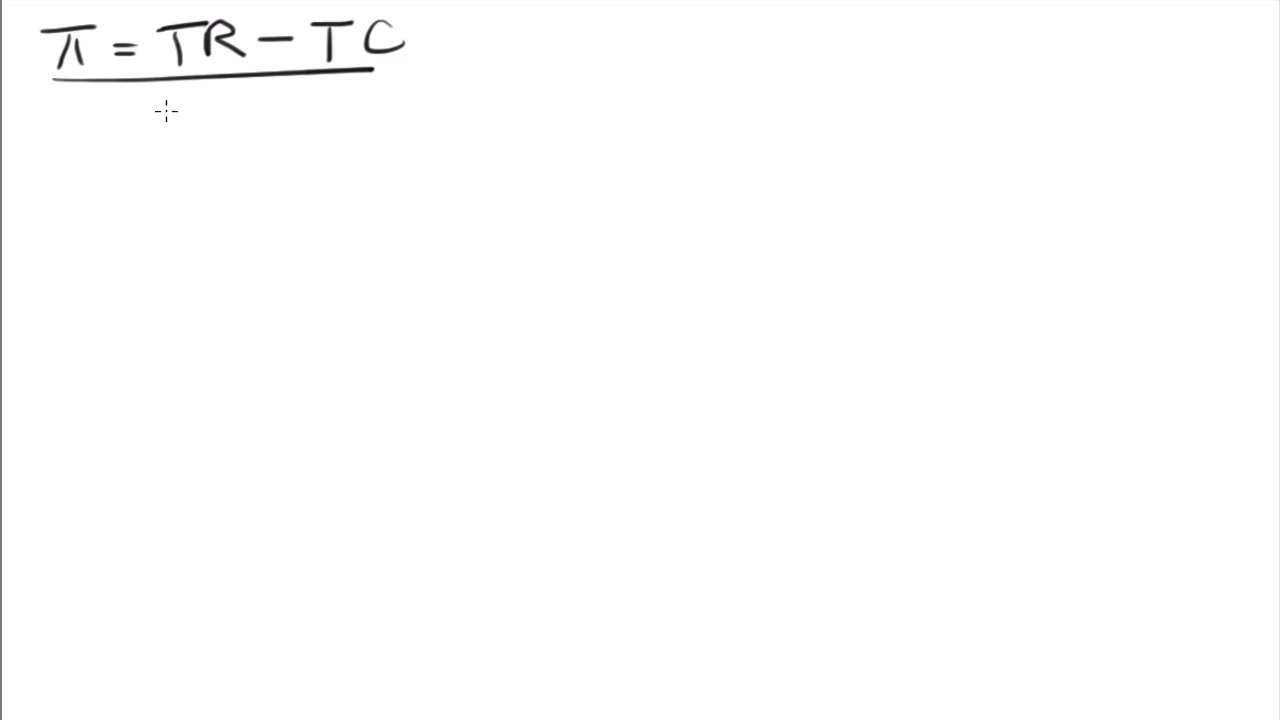 π = TR - TC